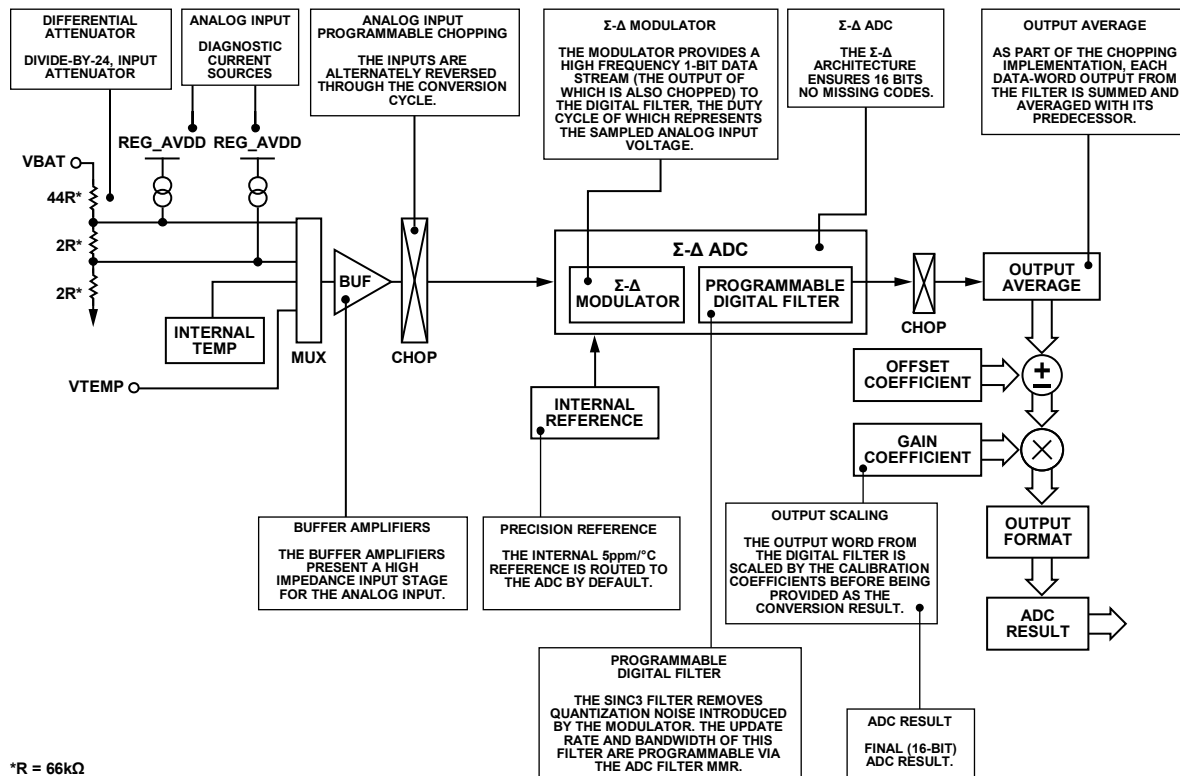 DIFFERENTIAL
ATTENUATOR
DIVIDE-BY-24, INPUT
ATTENUATOR
ANALOG INPUT
DIAGNOSTIC
CURRENT
SOURCES
ANALOG INPUT
PROGRAMMABLE CHOPPING
THE INPUTS ARE
ALTERNATELY REVERSED
THROUGH THE CONVERSION
CYCLE.
Σ-Δ MODULATOR
THE MODULATOR PROVIDES A
HIGH FREQUENCY 1-BIT DATA
STREAM (THE OUTPUT OF
WHICH IS ALSO CHOPPED) TO
THE DIGITAL FILTER, THE DUTY
CYCLE OF WHICH REPRESENTS
THE SAMPLED ANALOG INPUT
VOLTAGE.
Σ-Δ ADC
THE Σ-Δ
ARCHITECTURE
ENSURES 16 BITS
NO MISSING CODES.
OUTPUT AVERAGE
AS PART OF THE CHOPPING
IMPLEMENTATION, EACH
DATA-WORD OUTPUT FROM
THE FILTER IS SUMMED AND
AVERAGED WITH ITS
PREDECESSOR.
REG_AVDD
REG_AVDD
VBAT
44R*
2R*
2R*
INTERNAL
TEMP
VTEMP
MUX
BUF
CHOP
Σ-Δ ADC
Σ-Δ
MODULATOR
PROGRAMMABLE
DIGITAL FILTER
CHOP
OUTPUT
AVERAGE
INTERNAL
REFERENCE
OFFSET
COEFFICIENT
+
−
GAIN
COEFFICIENT
×
OUTPUT
FORMAT
ADC
RESULT
BUFFER AMPLIFIERS
THE BUFFER AMPLIFIERS
PRESENT A HIGH
IMPEDANCE INPUT STAGE
FOR THE ANALOG INPUT.
PRECISION REFERENCE
THE INTERNAL 5ppm/°C
REFERENCE IS ROUTED TO
THE ADC BY DEFAULT.
OUTPUT SCALING
THE OUTPUT WORD FROM
THE DIGITAL FILTER IS
SCALED BY THE CALIBRATION
COEFFICIENTS BEFORE BEING
PROVIDED AS THE
CONVERSION RESULT.
PROGRAMMABLE
DIGITAL FILTER
THE SINC3 FILTER REMOVES
QUANTIZATION NOISE INTRODUCED
BY THE MODULATOR. THE UPDATE
RATE AND BANDWIDTH OF THIS
FILTER ARE PROGRAMMABLE VIA
THE ADC FILTER MMR.
ADC RESULT
FINAL (16-BIT)
ADC RESULT.
*R = 66kΩ